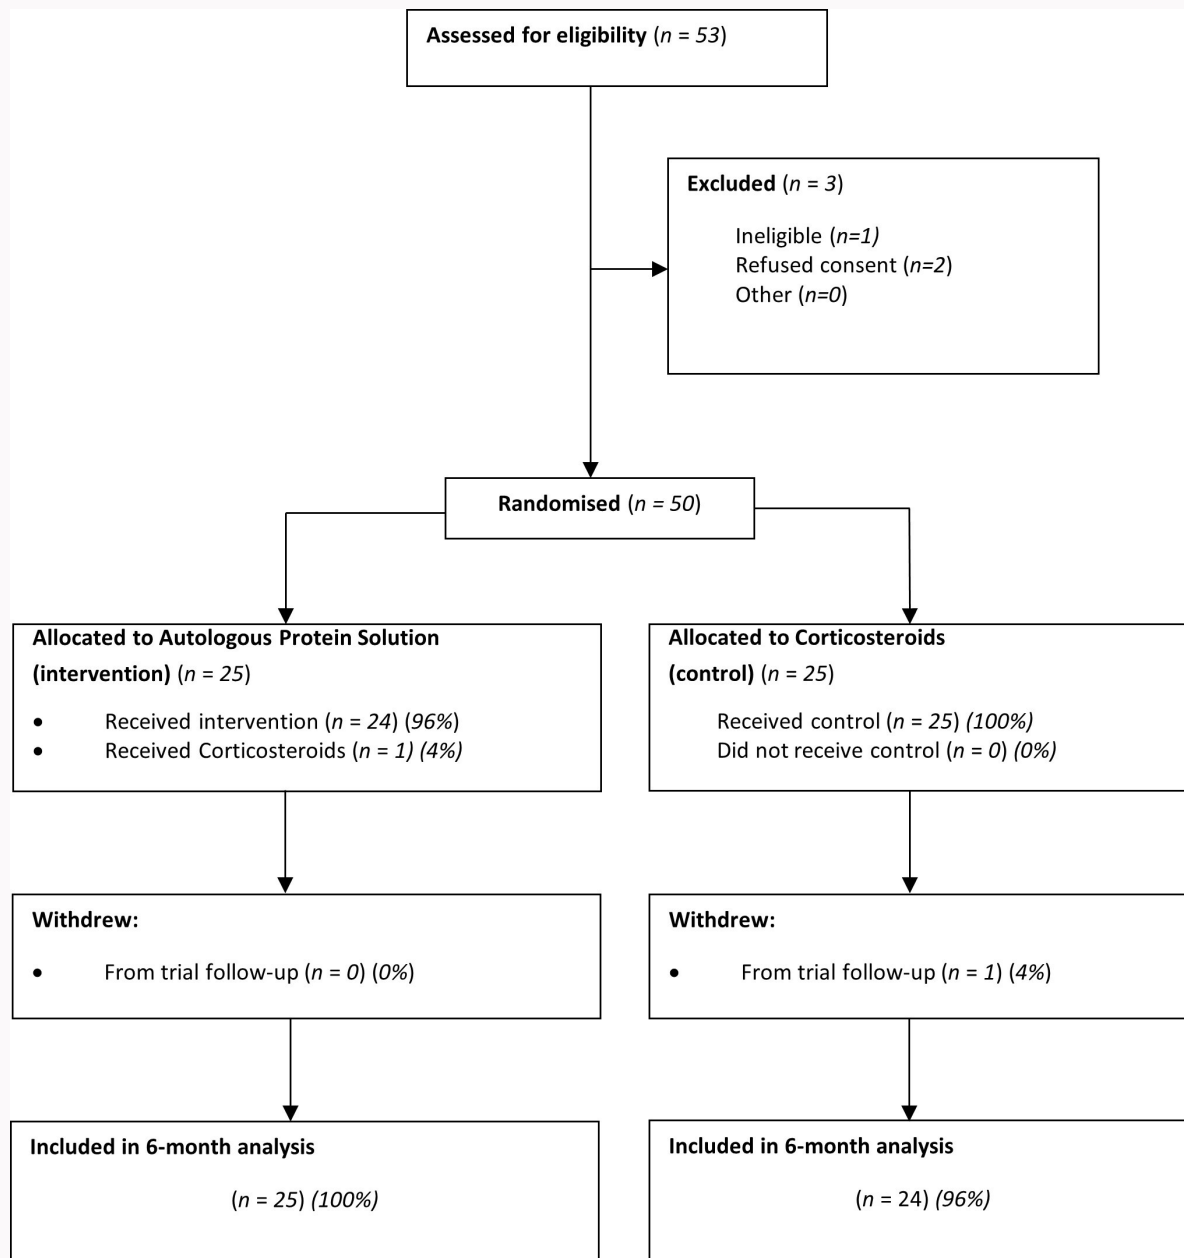 Assessed for eligibility (n = 53)
Excluded (n = 3)
Ineligible (n=1)
Refused consent (n=2)
Other (n=0)
Randomised (n = 50)
Allocated to Autologous Protein Solution
(intervention) (n = 25)
• Received intervention (n = 24) (96%)
• Received Corticosteroids (n = 1) (4%)
Allocated to Corticosteroids
(control) (n = 25)
Received control (n = 25) (100%)
Did not receive control (n = 0) (0%)
Withdrew:
• From trial follow-up (n = 0) (0%)
Withdrew:
• From trial follow-up (n = 1) (4%)
Included in 6-month analysis
(n = 25) (100%)
Included in 6-month analysis
(n = 24) (96%)